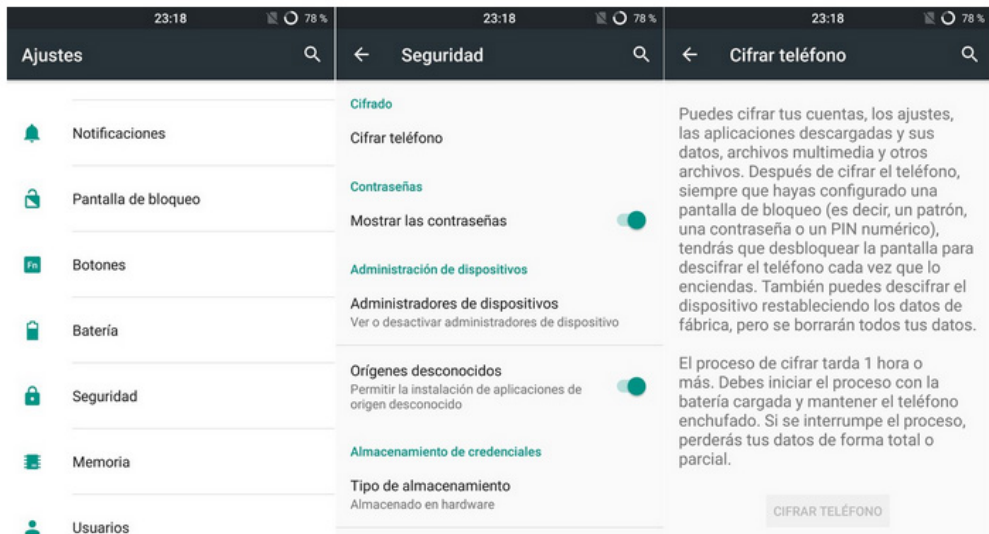 23:18
78 %
Ajustes
Notificaciones
Pantalla de bloqueo
Fn
Botones
Batería
Seguridad
Memoria
Usuarios
23:18
78 %
Seguridad
Cifrado
Cifrar teléfono
Contraseñas
Mostrar las contraseñas
Administración de dispositivos
Administradores de dispositivos
Ver o desactivar administradores de dispositivo
Orígenes desconocidos
Permitir la instalación de aplicaciones de
origen desconocido
Almacenamiento de credenciales
Tipo de almacenamiento
Almacenado en hardware
23:18
78 %
Cifrar teléfono
Puedes cifrar tus cuentas, los ajustes,
las aplicaciones descargadas y sus
datos, archivos multimedia y otros
archivos. Después de cifrar el teléfono,
siempre que hayas configurado una
pantalla de bloqueo (es decir, un patrón,
una contraseña o un PIN numérico),
tendrás que desbloquear la pantalla para
descifrar el teléfono cada vez que lo
enciendas. También puedes descifrar el
dispositivo restableciendo los datos de
fábrica, pero se borrarán todos tus datos.
El proceso de cifrar tarda 1 hora o
más. Debes iniciar el proceso con la
batería cargada y mantener el teléfono
enchufado. Si se interrumpe el proceso,
perderás tus datos de forma total o
parcial.
CIFRAR TELÉFONO